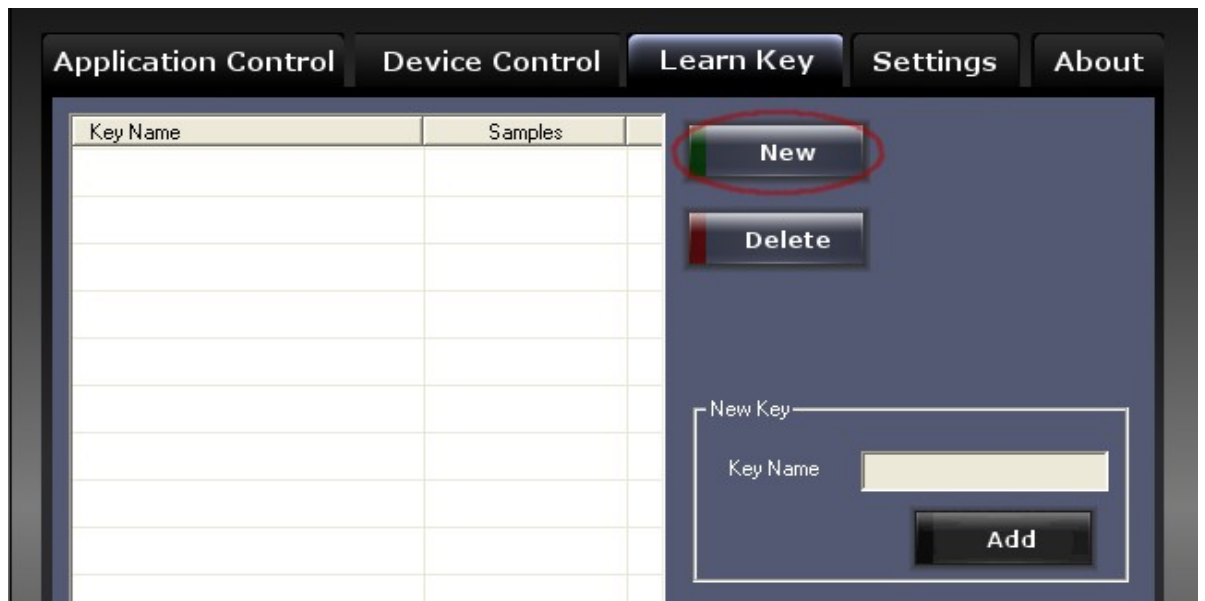 Application Control Device Control Learn Key Settings About
Key Name Samples
New
Delete
New Key
Key Name
Add